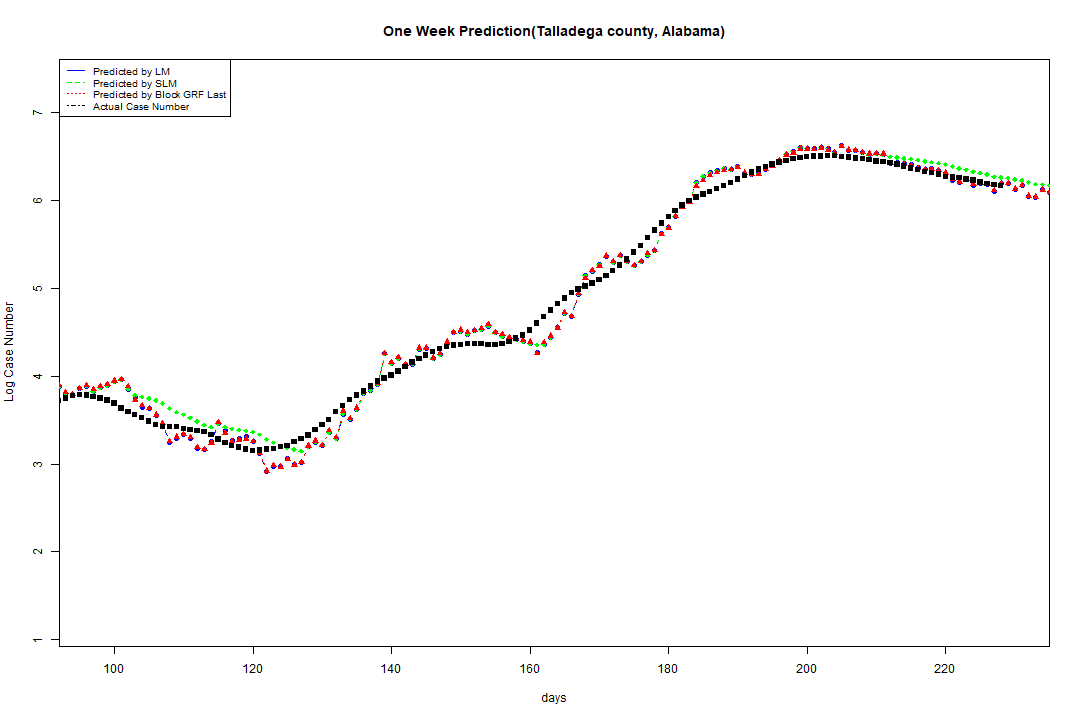 One Week Prediction(Talladega county, Alabama)
Predicted by LM
Predicted by SLM
Predicted by Block GRF Last
Actual Case Number
7
6
5
4
3
2
1
Log Case Number
100 120 140 160 180 200 220
days